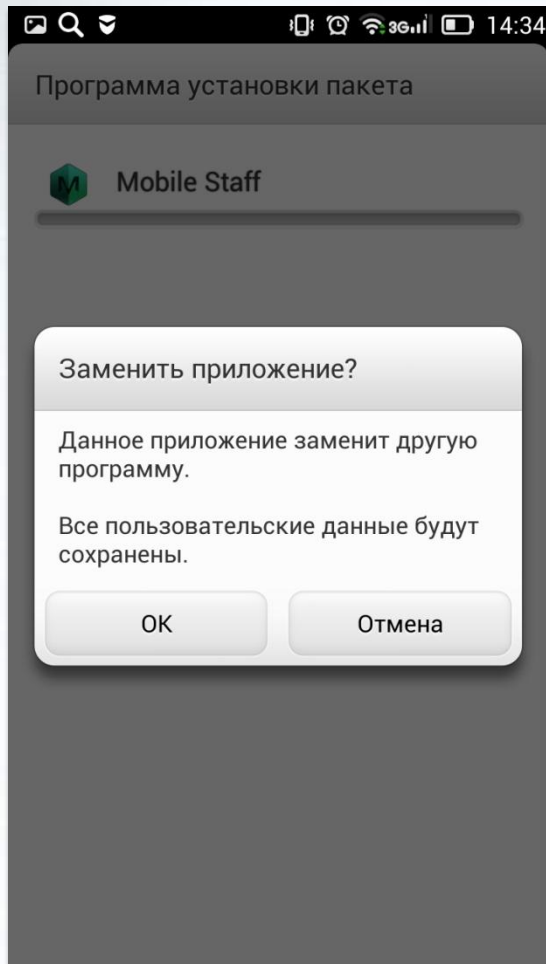 3G 14:34
Программа установки пакета
Mobile Staff
Заменить приложение?
Данное приложение заменит другую
программу.
Все пользовательские данные будут
сохранены.
OK Отмена